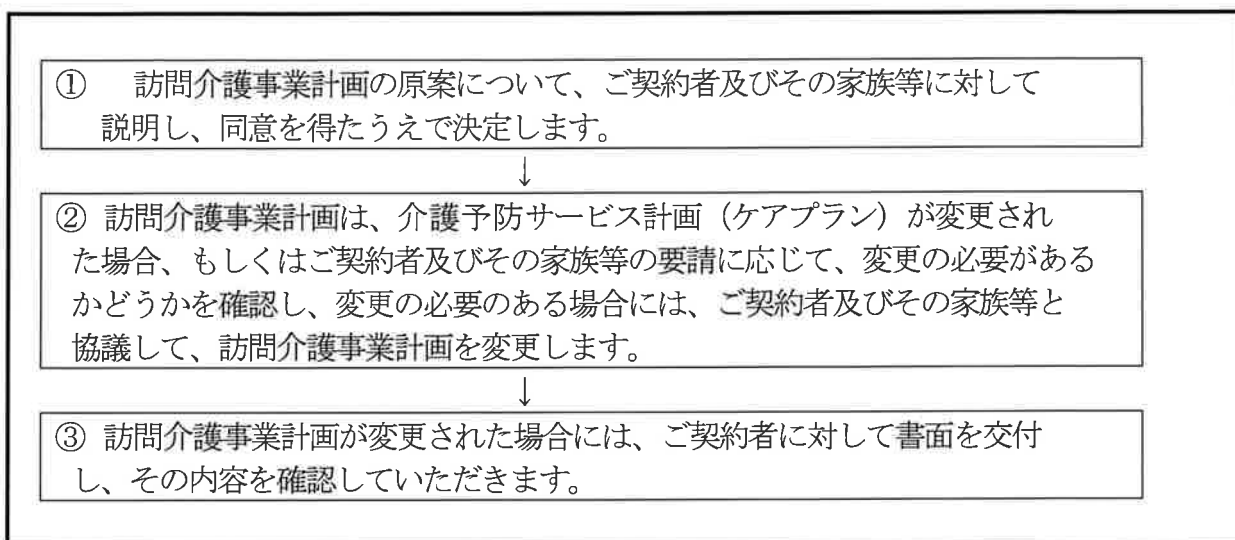 ① 訪問介護事業計画の原案について、ご契約者及びその家族等に対して
説明し、同意を得たうえで決定します。
↓
② 訪問介護事業計画は、介護予防サービス計画（ケアプラン）が変更され
た場合、もしくはご契約者及びその家族等の要請に応じて、変更の必要がある
かどうかを確認し、変更の必要のある場合には、ご契約者及びその家族等と
協議して、訪問介護事業計画を変更します。
↓
③ 訪問介護事業計画が変更された場合には、ご契約者に対して書面を交付
し、その内容を確認していただきます。